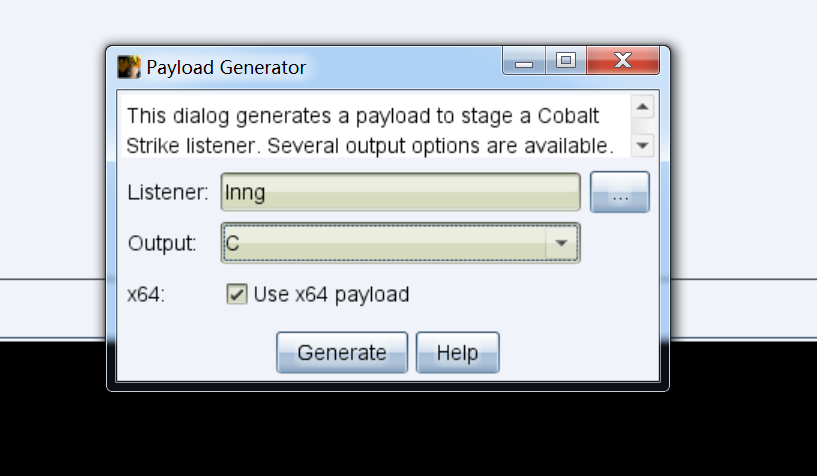 Payload Generator
This dialog generates a payload to stage a Cobalt
Strike listener. Several output options are available.
Listener: lnng ...
Output: C
x64: Use x64 payload
Generate Help